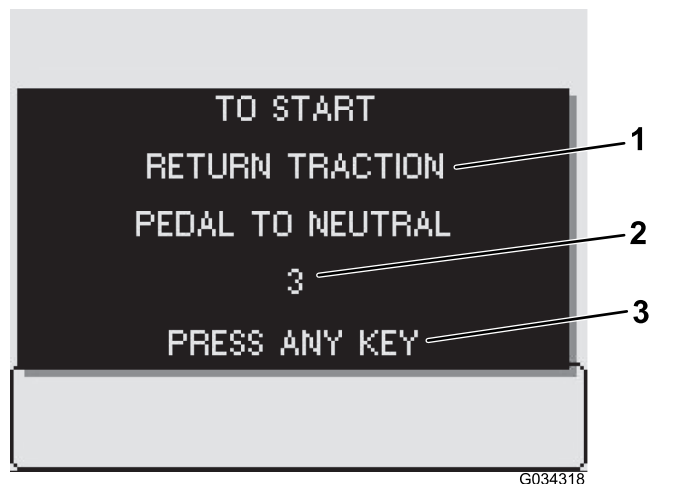 TO START
RETURN TRACTION
PEDAL TO NEUTRAL
3
PRESS ANY KEY
1
2
3
G034318